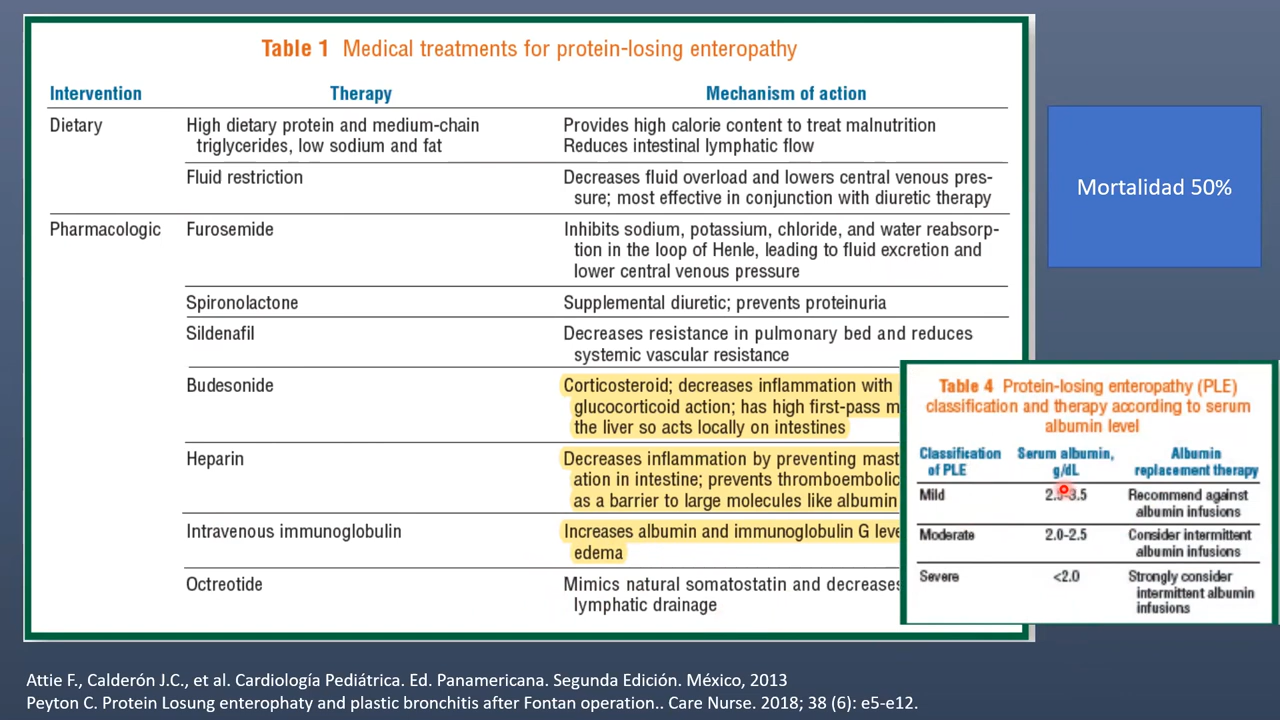 Table 1 Medical treatments for protein-losing enteropathy
Intervention Therapy Mechanism of action
Dietary High dietary protein and medium-chain Provides high calorie content to treat malnutrition
triglycerides, low sodium and fat Reduces intestinal lymphatic flow
Fluid restriction Decreases fluid overload and lowers central venous pres-
sure; most effective in conjunction with diuretic therapy
Pharmacologic Furosemide Inhibits sodium, potassium, chloride, and water reabsorp-
tion in the loop of Henle, leading to fluid excretion and
lower central venous pressure
Spironolactone Supplemental diuretic; prevents proteinuria
Sildenafil Decreases resistance in pulmonary bed and reduces
systemic vascular resistance
Budesonide Corticosteroid; decreases inflammation with
glucocorticoid action; has high first-pass
the liver so acts locally on intestines
Heparin Decreases inflammation by preventing mast
ation in intestine; prevents thromboembolic
as a barrier to large molecules like albumin
Intravenous immunoglobulin Increases albumin and immunoglobulin G
edema
Octreotide Mimics natural somatostatin and decreases
lymphatic drainage
Mortalidad 50%
Table 4 Protein-losing enteropathy (PLE)
classification and therapy according to serum
albumin level
Classification Serum albumin, Albumin
of PLE g/dL replacement therapy
Mild Recommend against
albumin infusions
Moderate 2.0-2.5 Consider intermittent
albumin infusions
Severe <2.0 Strongly consider
intermittent albumin
infusions
Attie F., Calderón J.C., et al. Cardiología Pediátrica. Ed. Panamericana. Segunda Edición. México, 2013
Peyton C. Protein Losung enterophaty and plastic bronchitis after Fontan operation.. Care Nurse. 2018; 38 (6): e5-e12.